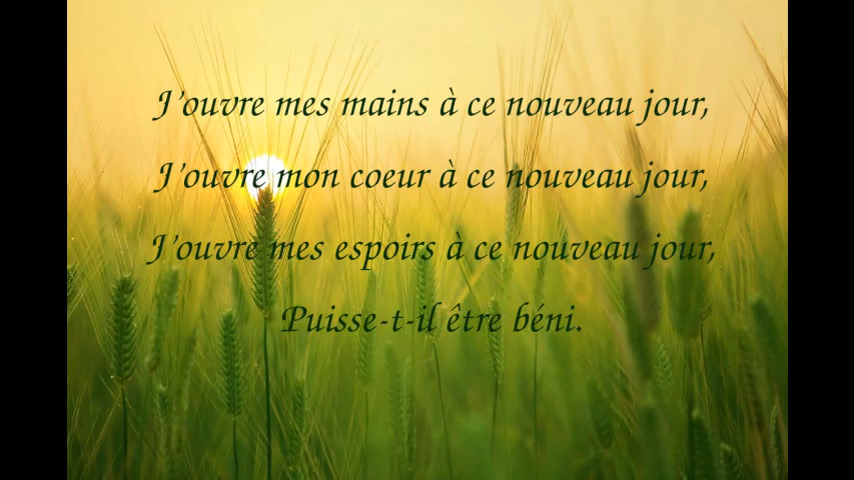 J'ouvre mes mains à ce nouveau jour,
J'ouvre mon coeur à ce nouveau jour,
J'ouvre mes espoirs à ce nouveau jour,
Puisse-t-il être béni.